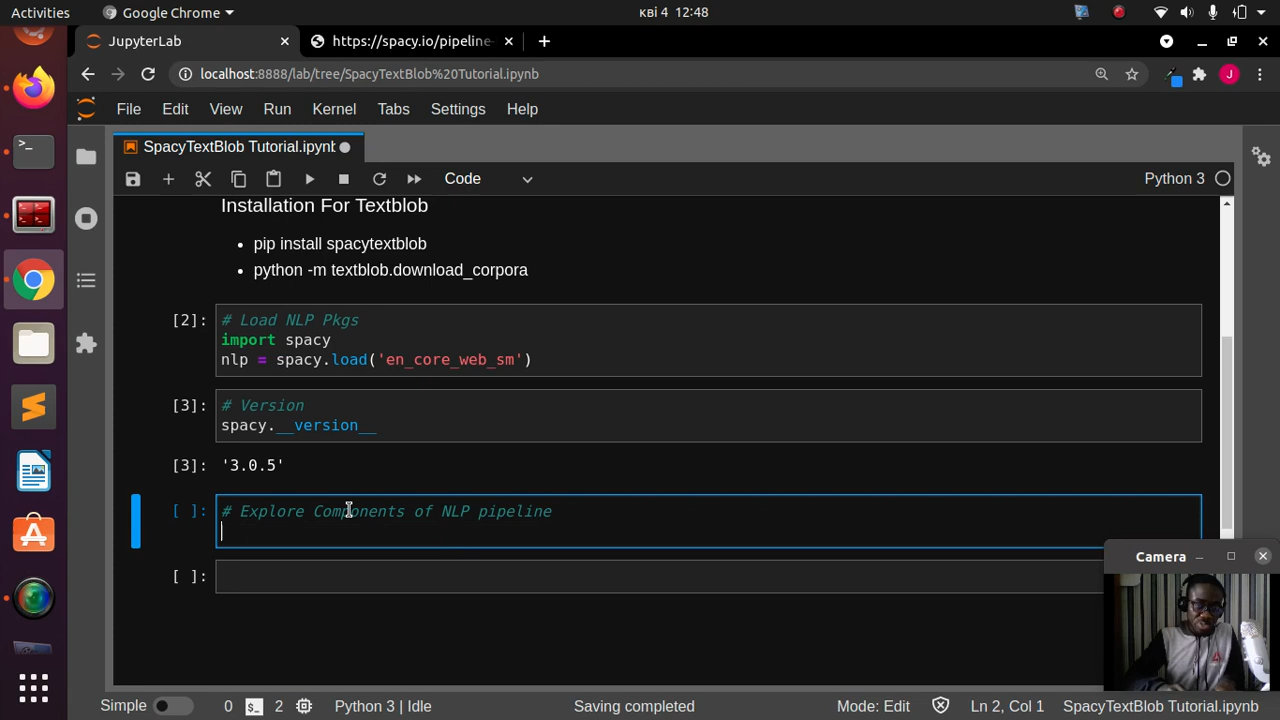 Activities
Google Chrome
кві 4 12:48
JupyterLab
https://spacy.io/pipeline-
localhost:8888/lab/tree/SpacyTextBlob%20Tutorial.ipynb
J
File Edit View Run Kernel Tabs Settings Help
SpacyTextBlob Tutorial.ipynb
Code
Python 3
Installation For Textblob
• pip install spacytextblob
• python -m textblob.download_corpora
[2]: # Load NLP Pkgs
import spacy
nlp = spacy.load('en_core_web_sm')
[3]: # Version
spacy.__version__
[3]: '3.0.5'
[ ]: # Explore Components of NLP pipeline
[ ]:
Camera
Simple 0 2 Python 3 | Idle Saving completed Mode: Edit Ln 2, Col 1 SpacyTextBlob Tutorial.ipynb